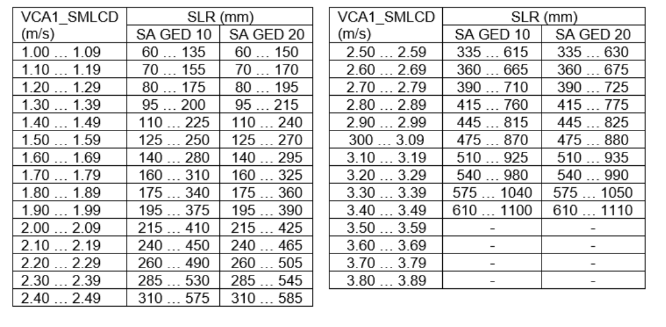 VCA1_SMLCD SLR (mm)
(m/s) SA GED 10 SA GED 20
1.00 ... 1.09 60 ... 135 60 ... 150
1.10 ... 1.19 70 ... 155 70 ... 170
1.20 ... 1.29 80 ... 175 80 ... 195
1.30 ... 1.39 95 ... 200 95 ... 215
1.40 ... 1.49 110 ... 225 110 ... 240
1.50 ... 1.59 125 ... 250 125 ... 270
1.60 ... 1.69 140 ... 280 140 ... 295
1.70 ... 1.79 160 ... 310 160 ... 325
1.80 ... 1.89 175 ... 340 175 ... 360
1.90 ... 1.99 195 ... 375 195 ... 390
2.00 ... 2.09 215 ... 410 215 ... 425
2.10 ... 2.19 240 ... 450 240 ... 465
2.20 ... 2.29 260 ... 490 260 ... 505
2.30 ... 2.39 285 ... 530 285 ... 545
2.40 ... 2.49 310 ... 575 310 ... 585
VCA1_SMLCD SLR (mm)
(m/s) SA GED 10 SA GED 20
2.50 ... 2.59 335 ... 615 335 ... 630
2.60 ... 2.69 360 ... 665 360 ... 675
2.70 ... 2.79 390 ... 710 390 ... 725
2.80 ... 2.89 415 ... 760 415 ... 775
2.90 ... 2.99 445 ... 815 445 ... 825
300 ... 3.09 475 ... 870 475 ... 880
3.10 ... 3.19 510 ... 925 510 ... 935
3.20 ... 3.29 540 ... 980 540 ... 990
3.30 ... 3.39 575 ... 1040 575 ... 1050
3.40 ... 3.49 610 ... 1100 610 ... 1110
3.50 ... 3.59 - -
3.60 ... 3.69 - -
3.70 ... 3.79 - -
3.80 ... 3.89 - -